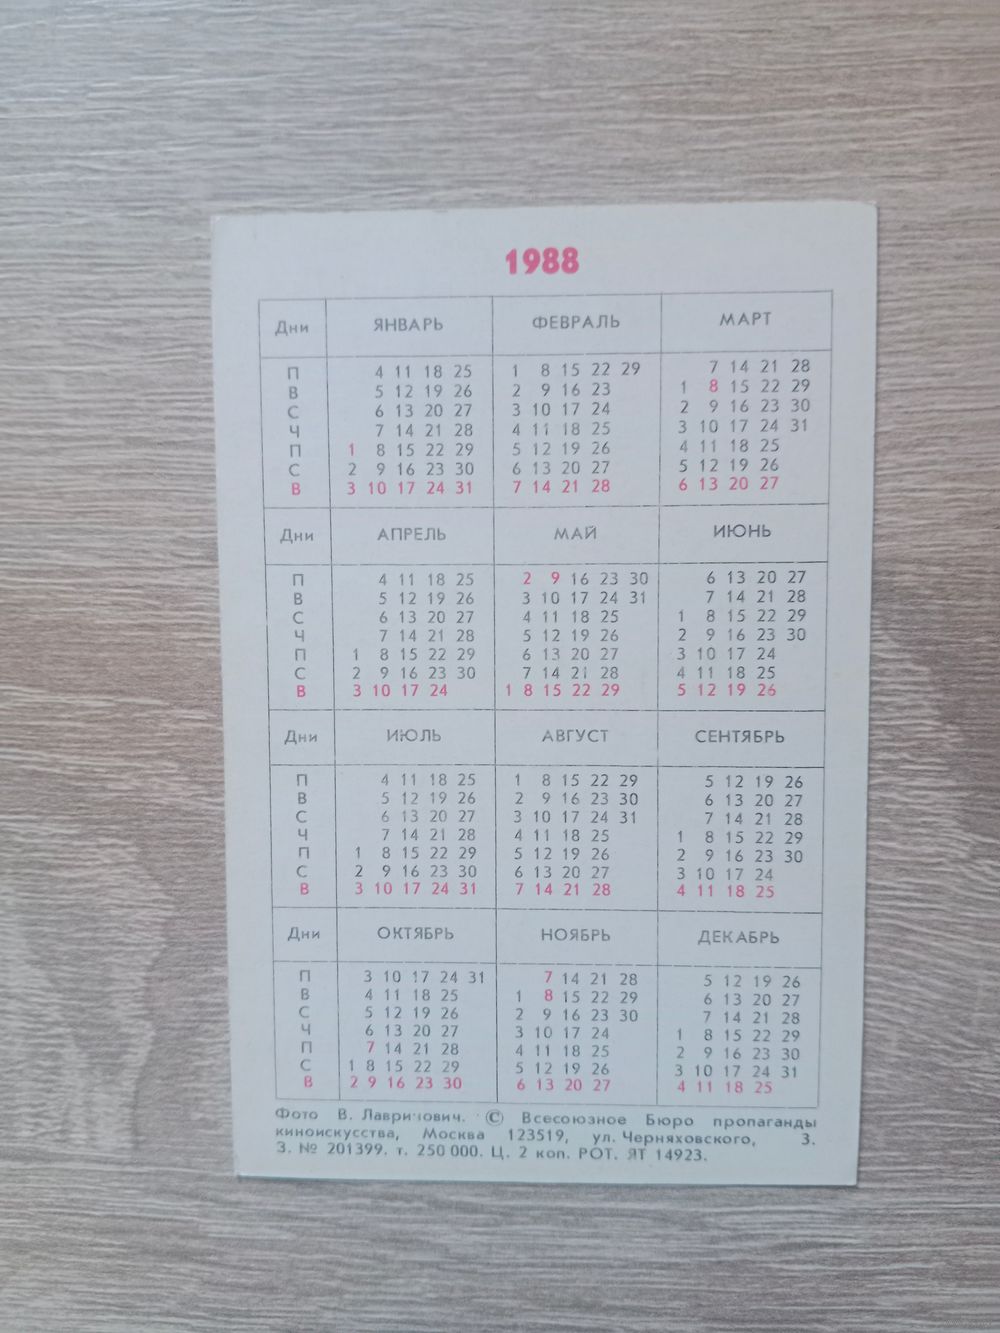 1988
Дни ЯНВАРЬ ФЕВРАЛЬ МАРТ
П 4 11 18 25 1 8 15 22 29 7 14 21 28
В 5 12 19 26 2 9 16 23 1 8 15 22 29
С 6 13 20 27 3 10 17 24 2 9 16 23 30
Ч 7 14 21 28 4 11 18 25 3 10 17 24 31
П 1 8 15 22 29 5 12 19 26 4 11 18 25
С 2 9 16 23 30 6 13 20 27 5 12 19 26
В 3 10 17 24 31 7 14 21 28 6 13 20 27
Дни АПРЕЛЬ МАЙ ИЮНЬ
П 4 11 18 25 2 9 16 23 30 6 13 20 27
В 5 12 19 26 3 10 17 24 31 7 14 21 28
С 6 13 20 27 4 11 18 25 1 8 15 22 29
Ч 7 14 21 28 5 12 19 26 2 9 16 23 30
П 1 8 15 22 29 6 13 20 27 3 10 17 24
С 2 9 16 23 30 7 14 21 28 4 11 18 25
В 3 10 17 24 1 8 15 22 29 5 12 19 26
Дни ИЮЛЬ АВГУСТ СЕНТЯБРЬ
П 4 11 18 25 1 8 15 22 29 5 12 19 26
В 5 12 19 26 2 9 16 23 30 6 13 20 27
С 6 13 20 27 3 10 17 24 31 7 14 21 28
Ч 7 14 21 28 4 11 18 25 1 8 15 22 29
П 1 8 15 22 29 5 12 19 26 2 9 16 23 30
С 2 9 16 23 30 6 13 20 27 3 10 17 24
В 3 10 17 24 31 7 14 21 28 4 11 18 25
Дни ОКТЯБРЬ НОЯБРЬ ДЕКАБРЬ
П 3 10 17 24 31 7 14 21 28 5 12 19 26
В 4 11 18 25 1 8 15 22 29 6 13 20 27
С 5 12 19 26 2 9 16 23 30 7 14 21 28
Ч 6 13 20 27 3 10 17 24 1 8 15 22 29
П 7 14 21 28 4 11 18 25 2 9 16 23 30
С 1 8 15 22 29 5 12 19 26 3 10 17 24 31
В 2 9 16 23 30 6 13 20 27 4 11 18 25
Фото В. Лавринович. © Всесоюзное Бюро пропаганды
киноискусства, Москва 123519, ул. Черняховского, 3.
З. № 201399. т. 250 000. Ц. 2 коп. РОТ. ЯТ 14923.